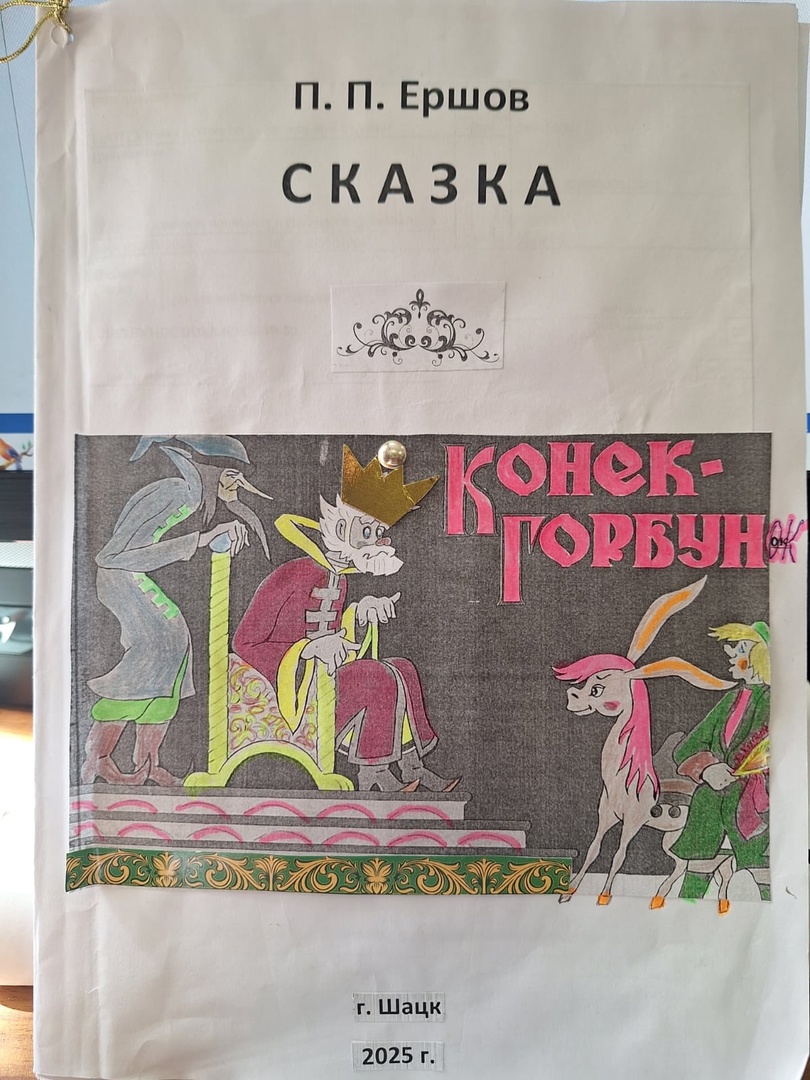 П. П. Ершов
СКАЗКА
КОНЕК-
ГОРБУНОК
г. Шацк
2025 г.